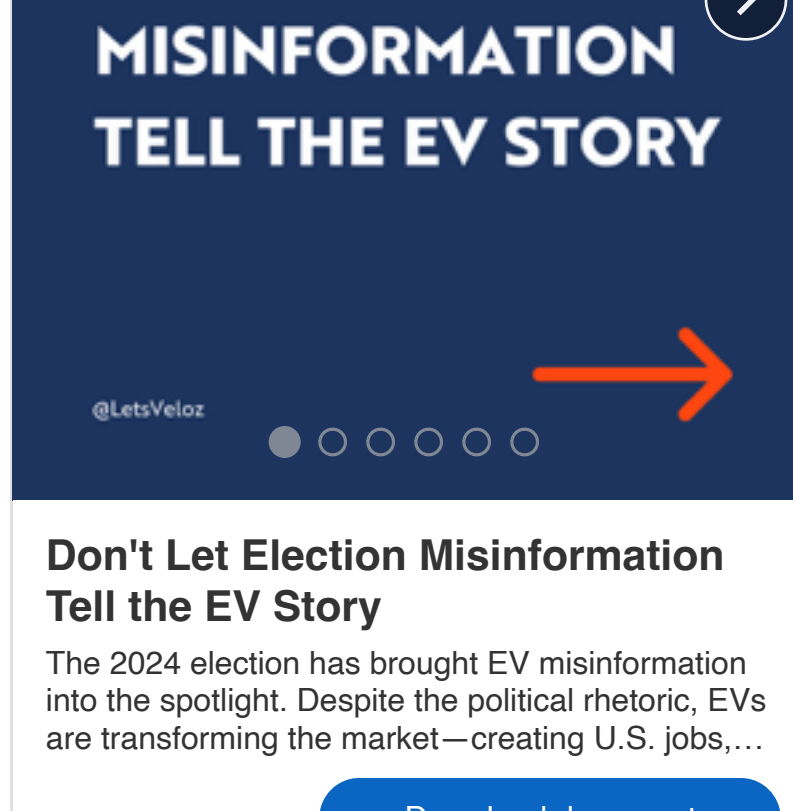 MISINFORMATION
TELL THE EV STORY
@LetsVeloz
Don't Let Election Misinformation
Tell the EV Story
The 2024 election has brought EV misinformation
into the spotlight. Despite the political rhetoric, EVs
are transforming the market—creating U.S. jobs,…